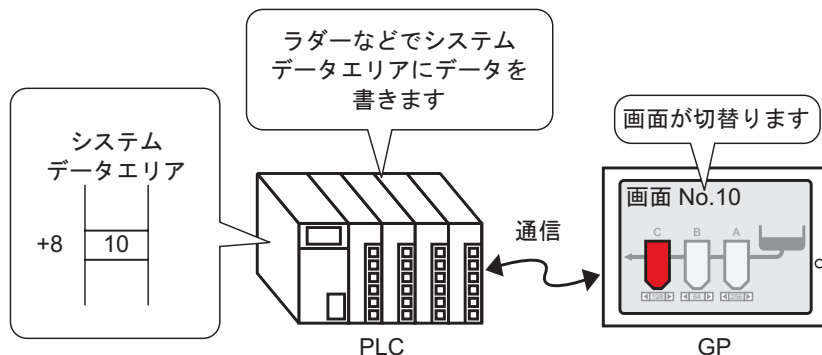 ラダーなどでシステム
データエリアにデータを
書きます
システム
データエリア
+8
10
画面が切替ります
画面 No.10
C
B
A
通信
PLC
GP